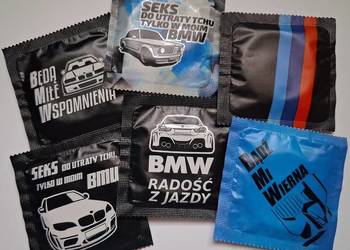 SEKS
DO UTRATY TCHU
TYLKO W MOIM
BMW
BĘDĄ
MIŁE
WSPOMNIENIA
SEKS DO UTRATY TCHU,
TYLKO W MOIM BMW
BMW
RADOŚĆ
Z JAZDY
BĄDŹ
MI
WIERNA